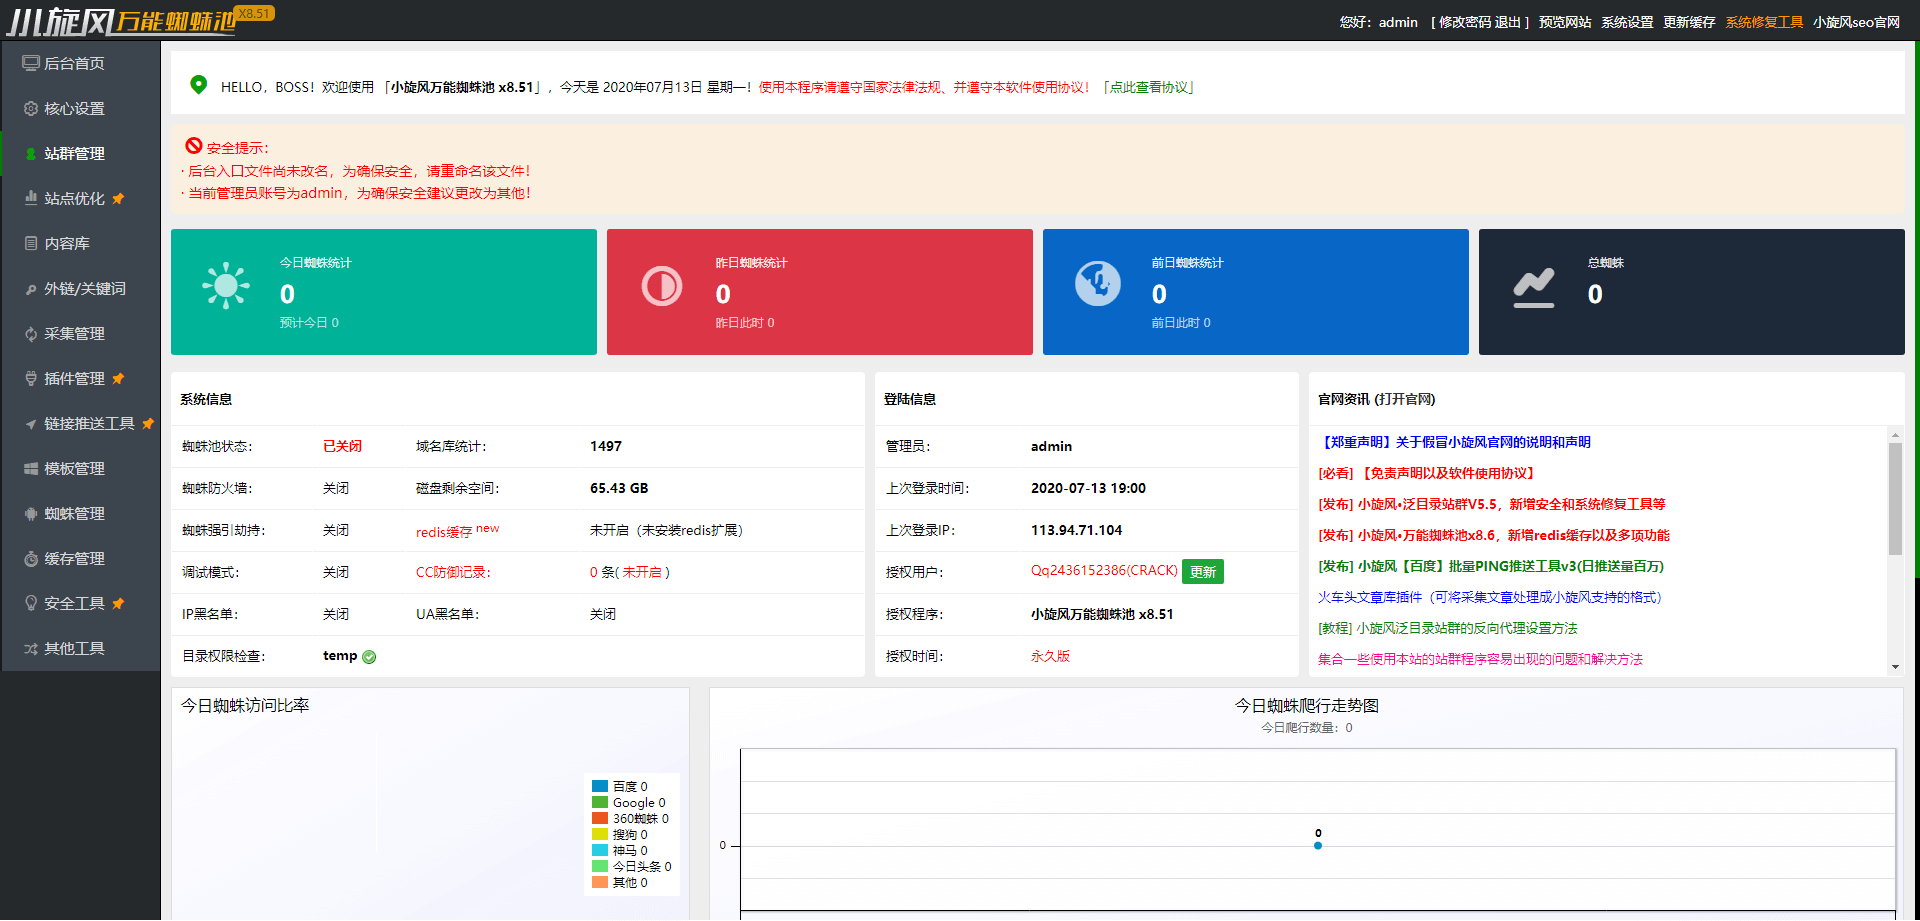 小旋风万能蜘蛛池 X8.51
您好：admin [ 修改密码 退出 ] 预览网站 系统设置 更新缓存 系统修复工具 小旋风seo官网
后台首页
核心设置
站群管理
站点优化
内容库
外链/关键词
采集管理
插件管理
链接推送工具
模板管理
蜘蛛管理
缓存管理
安全工具
其他工具
HELLO，BOSS！欢迎使用 「小旋风万能蜘蛛池 x8.51」, 今天是 2020年07月13日 星期一！使用本程序请遵守国家法律法规、并遵守本软件使用协议！「点此查看协议」
安全提示：
· 后台入口文件尚未改名，为确保安全，请重命名该文件！
· 当前管理员账号为admin，为确保安全建议更改为其他！
今日蜘蛛统计
0
预计今日 0
昨日蜘蛛统计
0
昨日此时 0
前日蜘蛛统计
0
前日此时 0
总蜘蛛
0
系统信息
蜘蛛池状态： 已关闭 域名库统计： 1497
蜘蛛防火墙： 关闭 磁盘剩余空间： 65.43 GB
蜘蛛强引劫持： 关闭 redis缓存 new 未开启（未安装redis扩展）
调试模式： 关闭 CC防御记录： 0 条( 未开启 )
IP黑名单： 关闭 UA黑名单： 关闭
目录权限检查： temp
登陆信息
管理员： admin
上次登录时间： 2020-07-13 19:00
上次登录IP： 113.94.71.104
授权用户： Qq2436152386(CRACK) 更新
授权程序： 小旋风万能蜘蛛池 x8.51
授权时间： 永久版
官网资讯 (打开官网)
【郑重声明】关于假冒小旋风官网的说明和声明
[必看] 【免责声明以及软件使用协议】
[发布] 小旋风•泛目录站群V5.5，新增安全和系统修复工具等
[发布] 小旋风•万能蜘蛛池x8.6，新增redis缓存以及多项功能
[发布] 小旋风【百度】批量PING推送工具v3(日推送量百万)
火车头文章库插件（可将采集文章处理成小旋风支持的格式）
[教程] 小旋风泛目录站群的反向代理设置方法
集合一些使用本站的站群程序容易出现的问题和解决方法
今日蜘蛛访问比率
百度 0
Google 0
360蜘蛛 0
搜狗 0
神马 0
今日头条 0
其他 0
今日蜘蛛爬行走势图
今日爬行数量：0
0
0